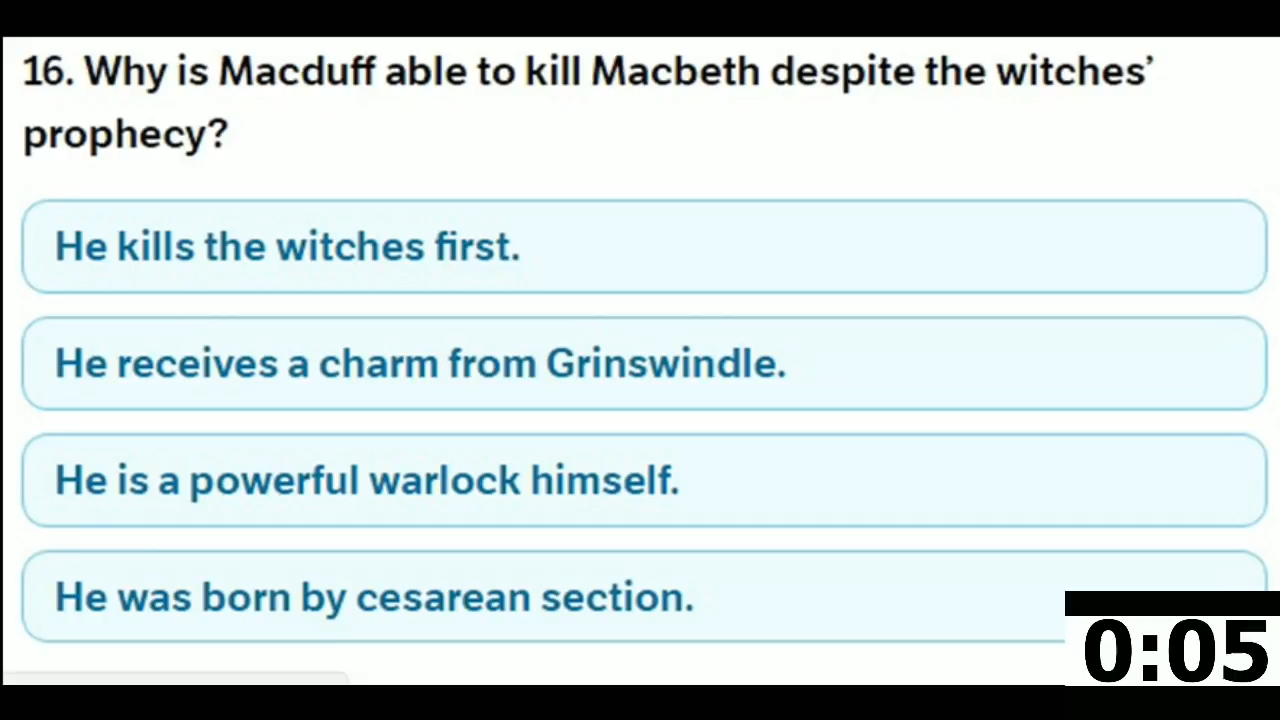 16. Why is Macduff able to kill Macbeth despite the witches’
prophecy?
He kills the witches first.
He receives a charm from Grinswindle.
He is a powerful warlock himself.
He was born by cesarean section.
0:05